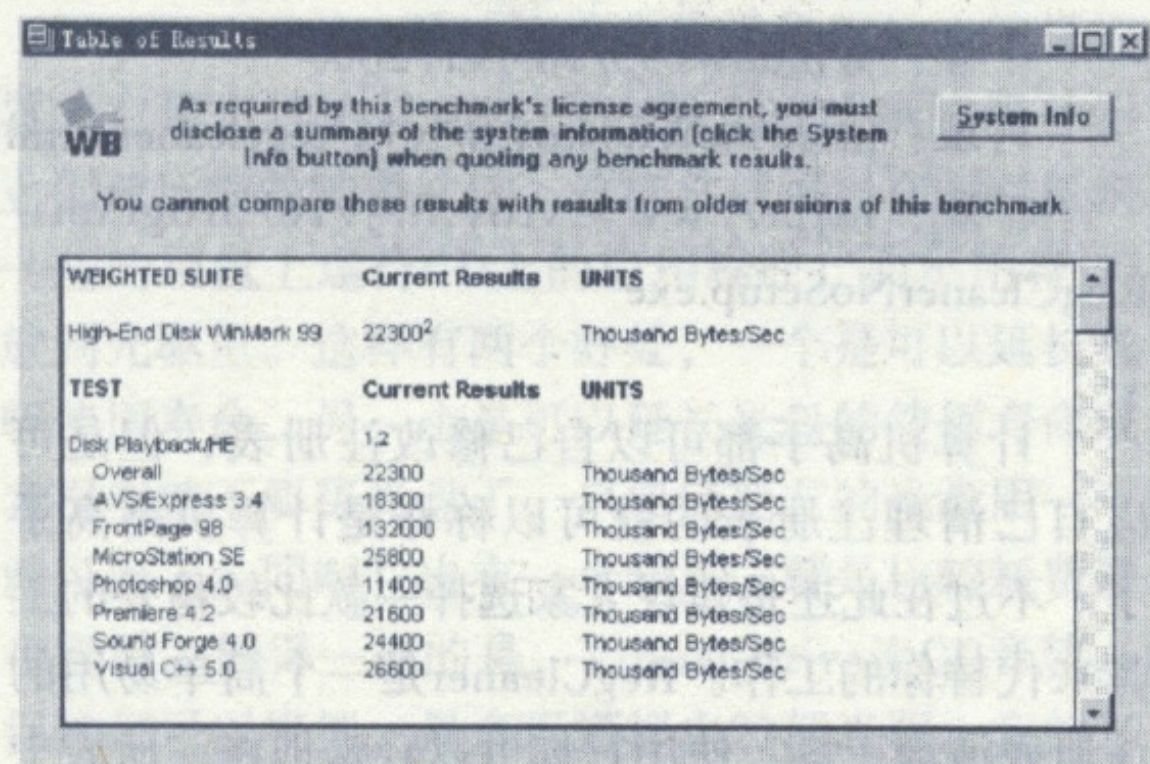 Table of Results
WB
As required by this benchmark's license agreement, you must
disclose a summary of the system information (click the System
Info button) when quoting any benchmark results.
System Info
You cannot compare these results with results from older versions of this benchmark.
WEIGHTED SUITE Current Results UNITS
High-End Disk WinMark 99 22300² Thousand Bytes/Sec
TEST Current Results UNITS
Disk Playback/HE 1,2
Overall 22300 Thousand Bytes/Sec
AVS/Express 3.4 18300 Thousand Bytes/Sec
FrontPage 98 132000 Thousand Bytes/Sec
MicroStation SE 25800 Thousand Bytes/Sec
Photoshop 4.0 11400 Thousand Bytes/Sec
Premiere 4.2 21600 Thousand Bytes/Sec
Sound Forge 4.0 24400 Thousand Bytes/Sec
Visual C++ 5.0 26600 Thousand Bytes/Sec